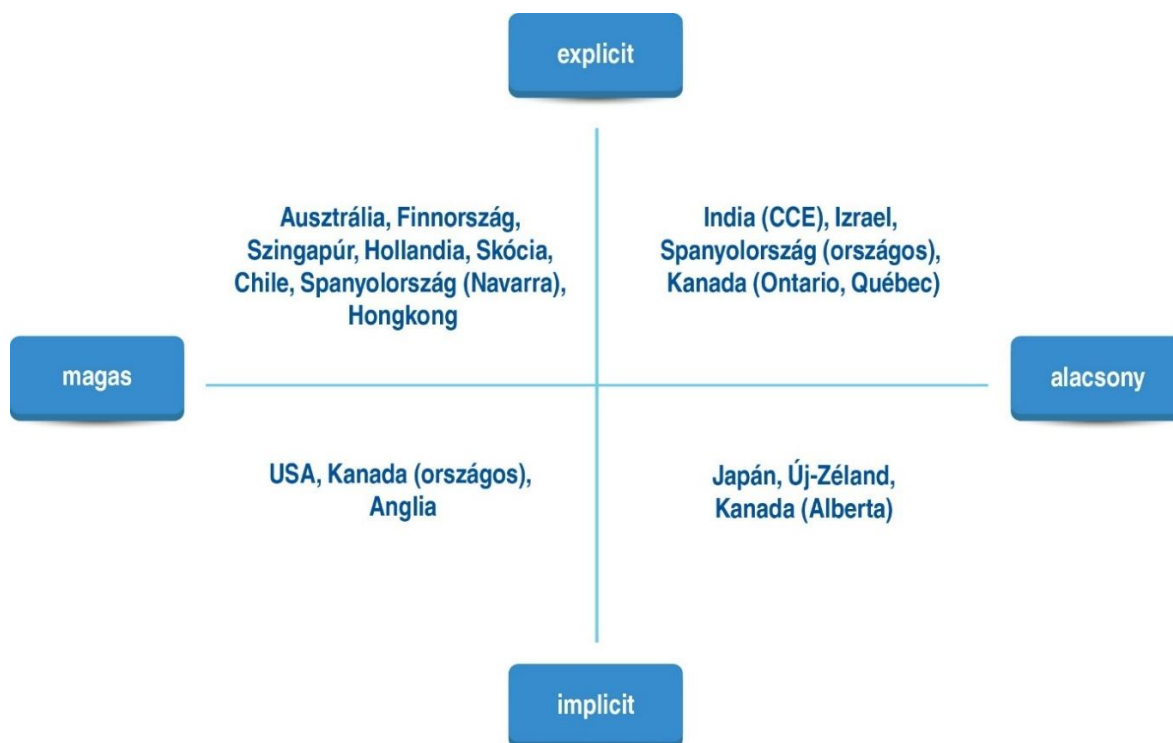 explicit
Ausztrália, Finnország,
Szingapúr, Hollandia, Skócia,
Chile, Spanyolország (Navarra),
Hongkong
India (CCE), Izrael,
Spanyolország (országos),
Kanada (Ontario, Québec)
magas
alacsony
USA, Kanada (országos),
Anglia
Japán, Új-Zéland,
Kanada (Alberta)
implicit